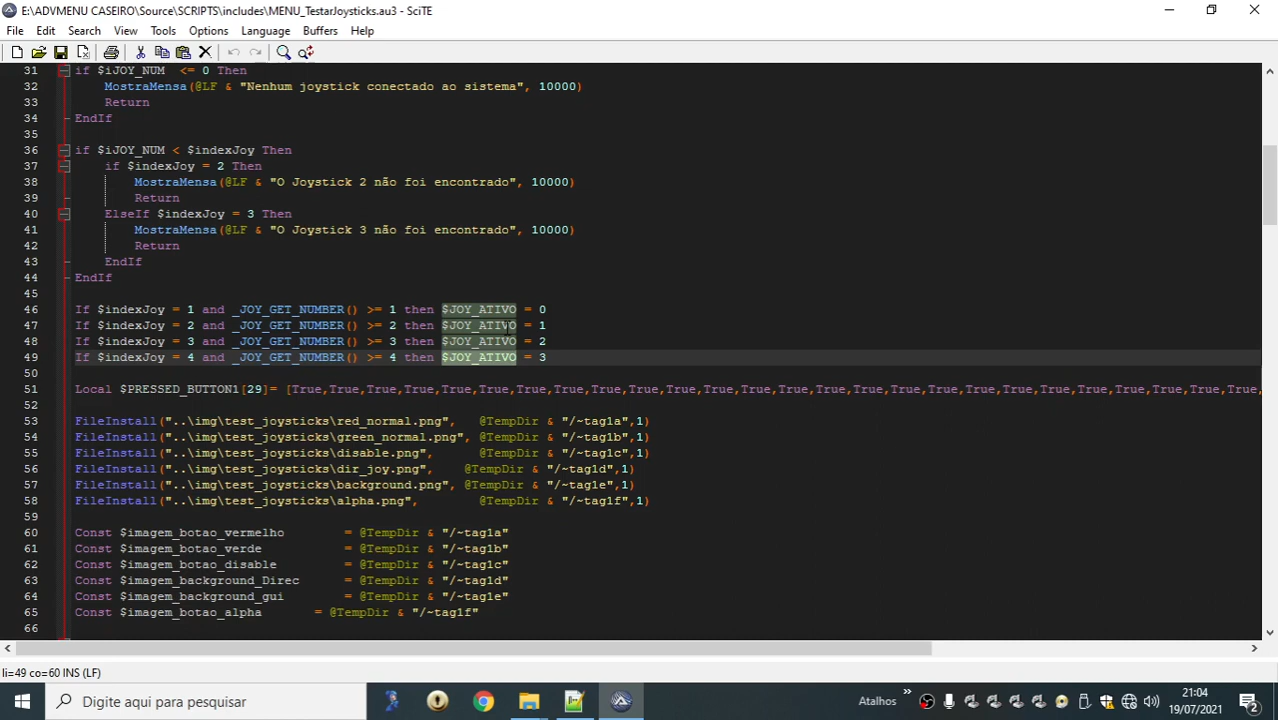 E:\ADVMENU CASEIRO\Source\SCRIPTS\includes\MENU_TestarJoysticks.au3 - SciTE
File Edit Search View Tools Options Language Buffers Help
31 if $iJOY_NUM  <= 0 Then
32 MostraMensa(@LF & "Nenhum joystick conectado ao sistema", 10000)
33 Return
34 EndIf
35
36 if $iJOY_NUM < $indexJoy Then
37 if $indexJoy = 2 Then
38 MostraMensa(@LF & "O Joystick 2 não foi encontrado", 10000)
39 Return
40 ElseIf $indexJoy = 3 Then
41 MostraMensa(@LF & "O Joystick 3 não foi encontrado", 10000)
42 Return
43 EndIf
44 EndIf
45
46 If $indexJoy = 1 and _JOY_GET_NUMBER() >= 1 then $JOY_ATIVO = 0
47 If $indexJoy = 2 and _JOY_GET_NUMBER() >= 2 then $JOY_ATIVO = 1
48 If $indexJoy = 3 and _JOY_GET_NUMBER() >= 3 then $JOY_ATIVO = 2
49 If $indexJoy = 4 and _JOY_GET_NUMBER() >= 4 then $JOY_ATIVO = 3
50
51 Local $PRESSED_BUTTON1[29]= [True,True,True,True,True,True,True,True,True,True,True,True,True,True,True,True,True,True,True,True,True,True,True,True,True,True,
52
53 FileInstall("..\img\test_joysticks\red_normal.png", @TempDir & "/~tag1a",1)
54 FileInstall("..\img\test_joysticks\green_normal.png", @TempDir & "/~tag1b",1)
55 FileInstall("..\img\test_joysticks\disable.png", @TempDir & "/~tag1c",1)
56 FileInstall("..\img\test_joysticks\dir_joy.png", @TempDir & "/~tag1d",1)
57 FileInstall("..\img\test_joysticks\background.png", @TempDir & "/~tag1e",1)
58 FileInstall("..\img\test_joysticks\alpha.png", @TempDir & "/~tag1f",1)
59
60 Const $imagem_botao_vermelho = @TempDir & "/~tag1a"
61 Const $imagem_botao_verde = @TempDir & "/~tag1b"
62 Const $imagem_botao_disable = @TempDir & "/~tag1c"
63 Const $imagem_background_Direc = @TempDir & "/~tag1d"
64 Const $imagem_background_gui = @TempDir & "/~tag1e"
65 Const $imagem_botao_alpha = @TempDir & "/~tag1f"
66
li=49 co=60 INS (LF)
Digite aqui para pesquisar
Atalhos
21:04
19/07/2021
2